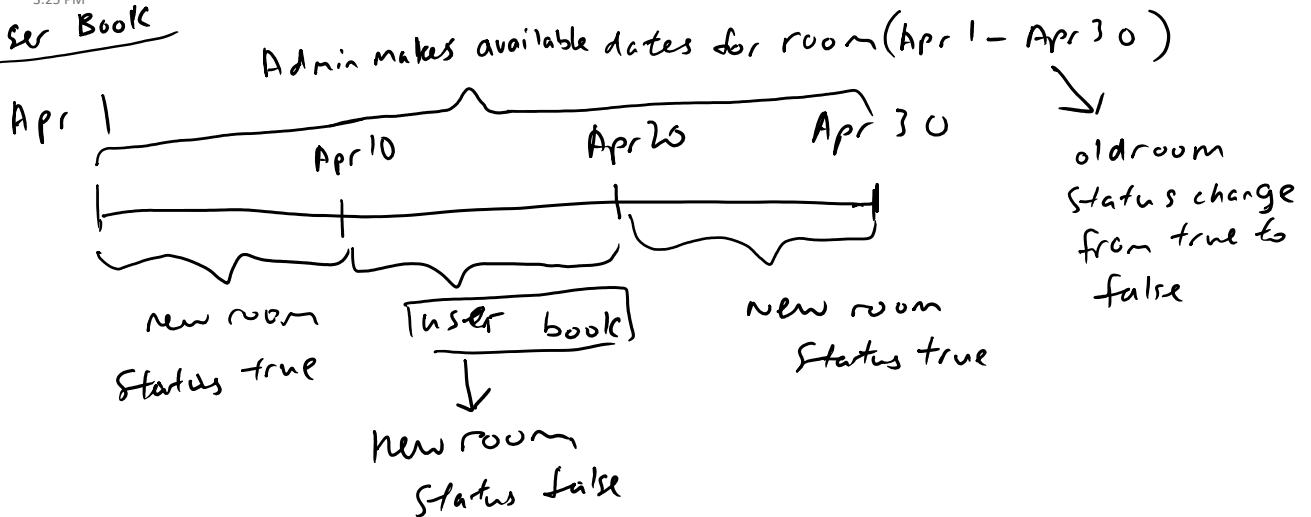 ser Book
Admin makes available dates for room (Apr 1 - Apr 30)
Apr 1
Apr 10
Apr 20
Apr 30
old room
status change
from true to
false
new room
status true
user book
new room
status true
new room
status false